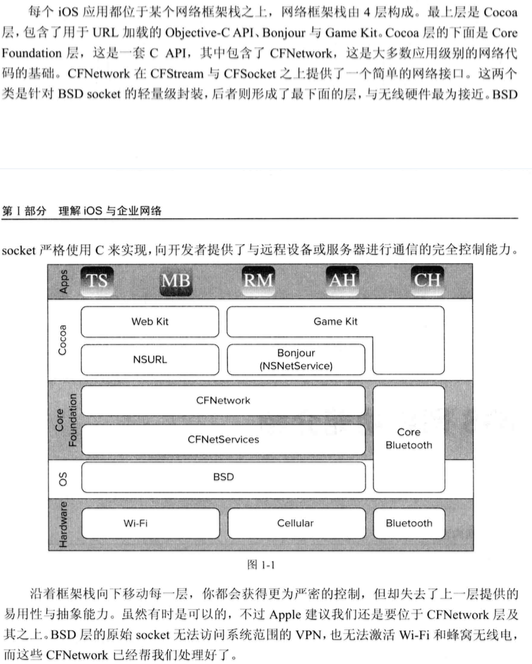 每个 iOS 应用都位于某个网络框架栈之上，网络框架栈由 4 层构成。最上层是 Cocoa
层，包含了用于 URL 加载的 Objective-C API、Bonjour 与 Game Kit。Cocoa 层的下面是 Core
Foundation 层，这是一套 C API，其中包含了 CFNetwork，这是大多数应用级别的网络代
码的基础。CFNetwork 在 CFStream 与 CFSocket 之上提供了一个简单的网络接口。这两个
类是针对 BSD socket 的轻量级封装，后者则形成了最下面的层，与无线硬件最为接近。BSD
第 I 部分 理解 iOS 与企业网络
socket 严格使用 C 来实现，向开发者提供了与远程设备或服务器进行通信的完全控制能力。
Apps TS MB RM AH CH
Cocoa
Web Kit
Game Kit
NSURL
Bonjour
(NSNetService)
Core
Foundation
CFNetwork
CFNetServices
Core
Bluetooth
OS
BSD
Hardware
Wi-Fi
Cellular
Bluetooth
图 1-1
沿着框架栈向下移动每一层，你都会获得更为严密的控制，但却失去了上一层提供的
易用性与抽象能力。虽然有时是可以的，不过 Apple 建议我们还是要位于 CFNetwork 层及
其之上。BSD 层的原始 socket 无法访问系统范围的 VPN，也无法激活 Wi-Fi 和蜂窝无线电，
而这些 CFNetwork 已经帮我们处理好了。